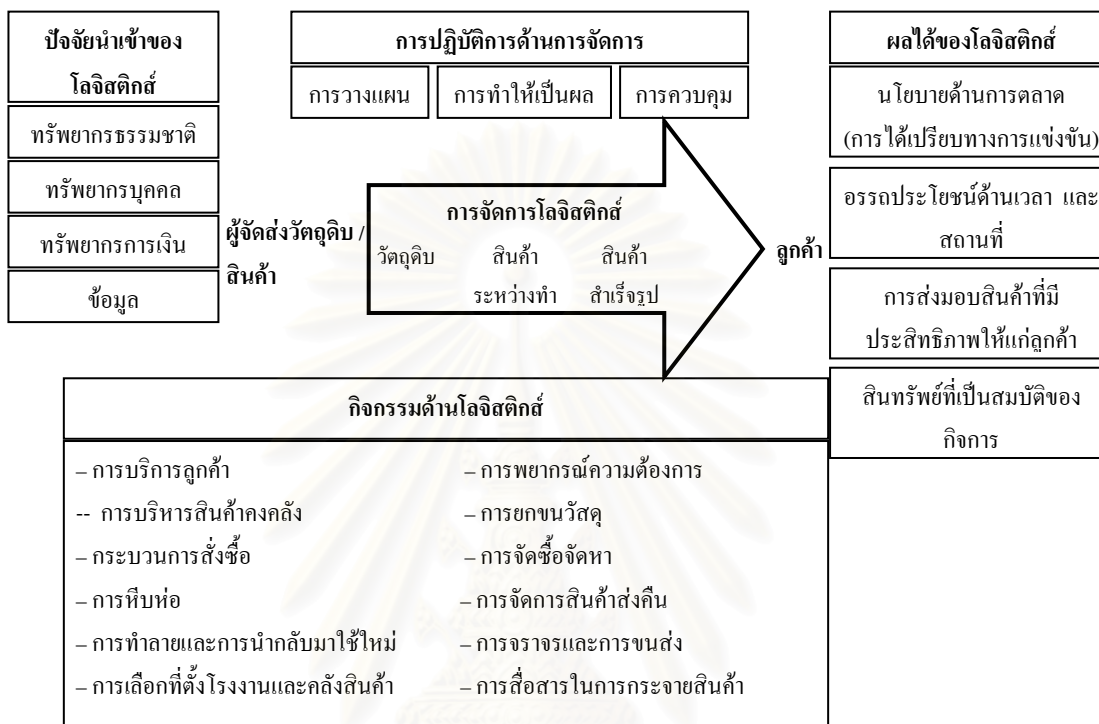 ปัจจัยนำเข้าของ
โลจิสติกส์
ทรัพยากรธรรมชาติ
ทรัพยากรบุคคล
ทรัพยากรการเงิน
ข้อมูล
ผู้จัดส่งวัตถุดิบ /
สินค้า
การปฏิบัติการด้านการจัดการ
การวางแผน การทำให้เป็นผล การควบคุม
การจัดการโลจิสติกส์
วัตถุดิบ สินค้า สินค้า
ระหว่างทำ สำเร็จรูป
ลูกค้า
ผลได้ของโลจิสติกส์
นโยบายด้านการตลาด
(การได้เปรียบทางการแข่งขัน)
อรรถประโยชน์ด้านเวลา และ
สถานที่
การส่งมอบสินค้าที่มี
ประสิทธิภาพให้แก่ลูกค้า
สินทรัพย์ที่เป็นสมบัติของ
กิจการ
กิจกรรมด้านโลจิสติกส์
– การบริการลูกค้า – การพยากรณ์ความต้องการ
-- การบริหารสินค้าคงคลัง – การยกขนวัสดุ
– กระบวนการสั่งซื้อ – การจัดซื้อจัดหา
– การหีบห่อ – การจัดการสินค้าส่งคืน
– การทำลายและการนำกลับมาใช้ใหม่ – การจราจรและการขนส่ง
– การเลือกที่ตั้งโรงงานและคลังสินค้า – การสื่อสารในการกระจายสินค้า